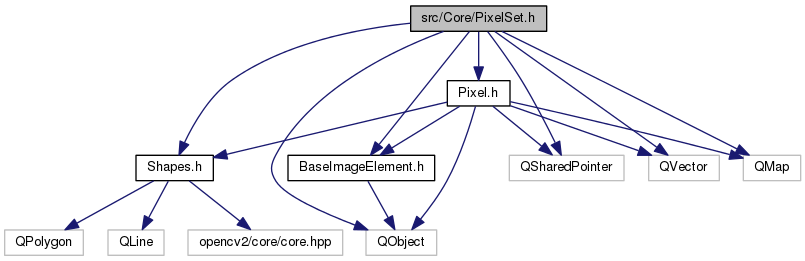 src/Core/PixelSet.h
Pixel.h
Shapes.h
BaseImageElement.h
QSharedPointer
QVector
QMap
QPolygon
QLine
opencv2/core/core.hpp
QObject